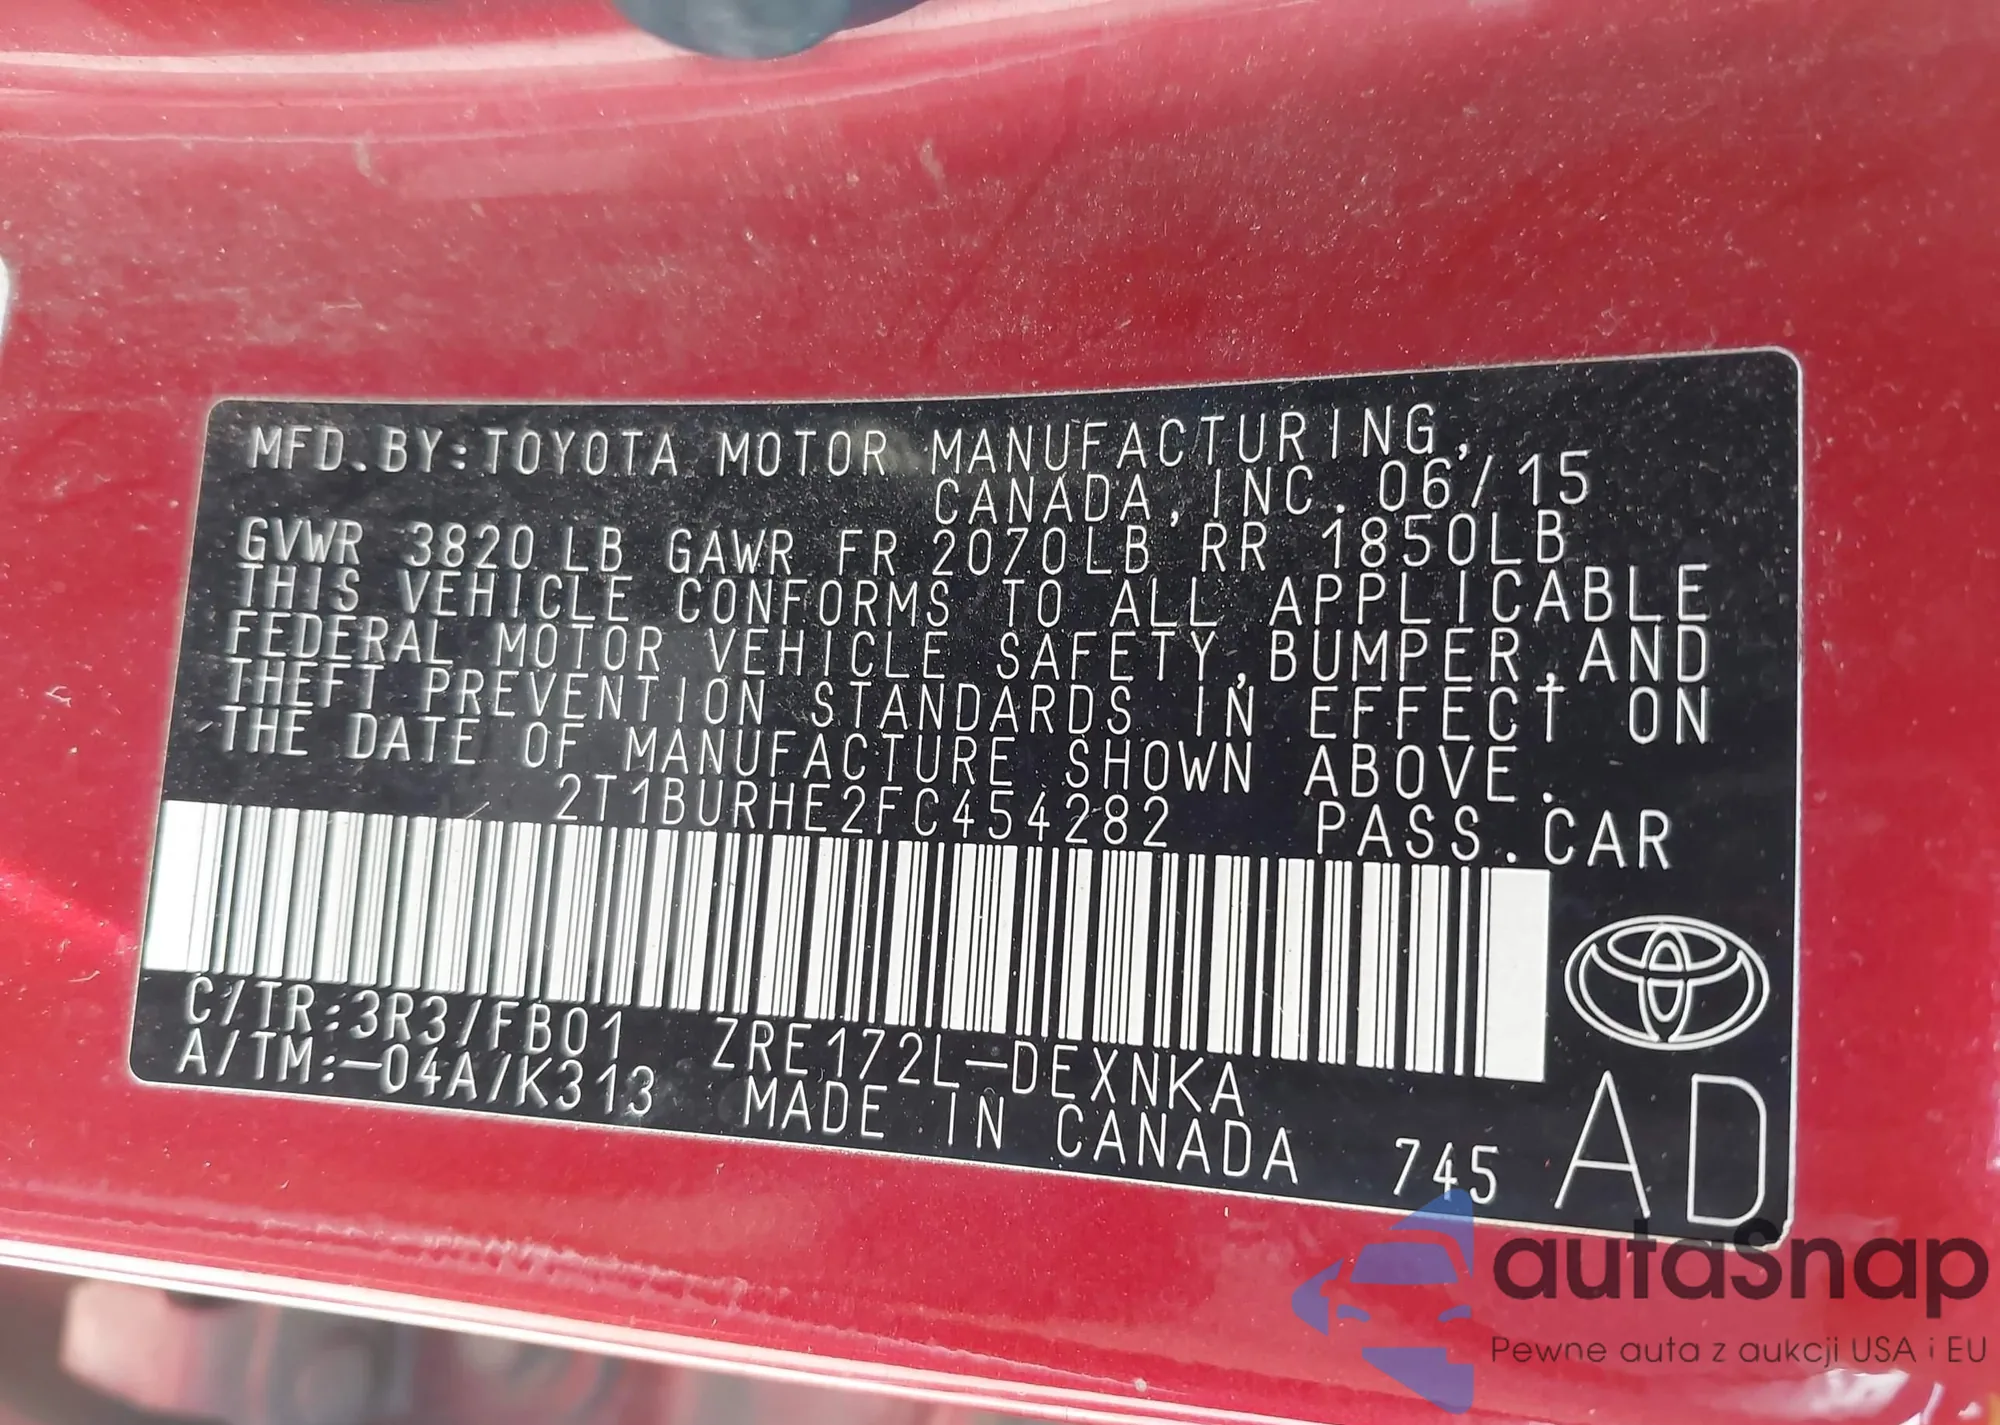 MFD.BY:TOYOTA MOTOR MANUFACTURING,
CANADA, INC. 06/15
GVWR 3820 LB GAWR FR 2070LB RR 1850LB
THIS VEHICLE CONFORMS TO ALL APPLICABLE
FEDERAL MOTOR VEHICLE SAFETY,BUMPER,AND
THEFT PREVENTION STANDARDS IN EFFECT ON
THE DATE OF MANUFACTURE SHOWN ABOVE.
2T1BURHE2FC454282 PASS.CAR
C/TR:3R3/FB01 ZRE172L-DEXNKA
A/TM:-04A/K313 MADE IN CANADA 745 AD
autaSnap
Pewne auta z aukcji USA i EU